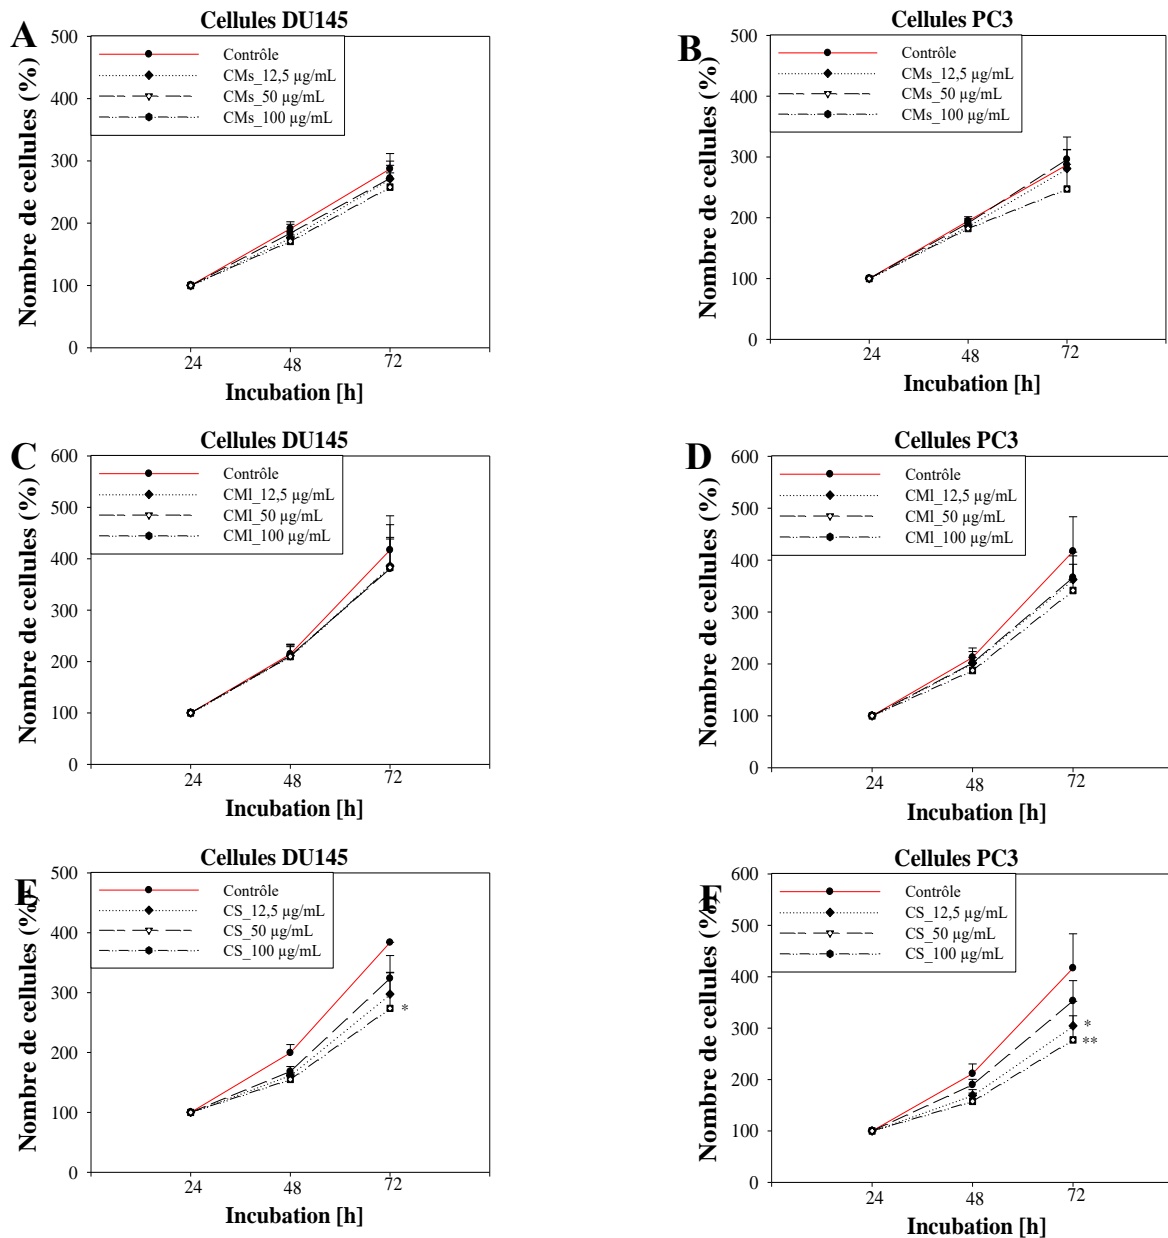 A
Cellules DU145
Nombre de cellules (%)
500
400
300
200
100
0
Contrôle
CMs_12,5 µg/mL
CMs_50 µg/mL
CMs_100 µg/mL
24
48
72
Incubation [h]
B
Cellules PC3
Nombre de cellules (%)
500
400
300
200
100
0
Contrôle
CMs_12,5 µg/mL
CMs_50 µg/mL
CMs_100 µg/mL
24
48
72
Incubation [h]
C
Cellules DU145
Nombre de cellules (%)
600
500
400
300
200
100
0
Contrôle
CMl_12,5 µg/mL
CMl_50 µg/mL
CMl_100 µg/mL
24
48
72
Incubation [h]
D
Cellules PC3
Nombre de cellules (%)
600
500
400
300
200
100
0
Contrôle
CMl_12,5 µg/mL
CMl_50 µg/mL
CMl_100 µg/mL
24
48
72
Incubation [h]
E
Cellules DU145
Nombre de cellules (%)
500
400
300
200
100
0
Contrôle
CS_12,5 µg/mL
CS_50 µg/mL
CS_100 µg/mL
*
24
48
72
Incubation [h]
F
Cellules PC3
Nombre de cellules (%)
600
500
400
300
200
100
0
Contrôle
CS_12,5 µg/mL
CS_50 µg/mL
CS_100 µg/mL
*
**
24
48
72
Incubation [h]